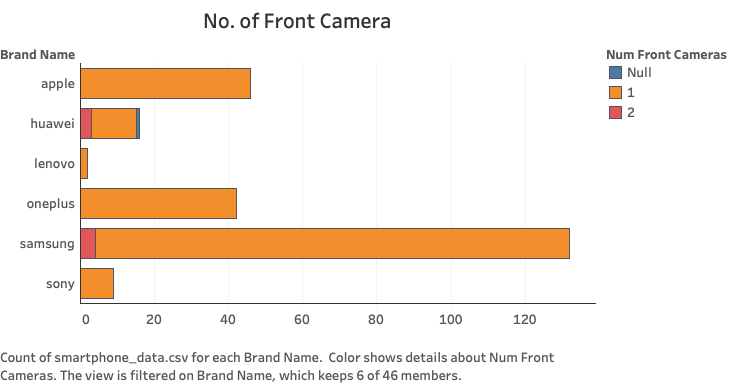 No. of Front Camera
Brand Name
Num Front Cameras
Null
1
2
apple
huawei
lenovo
oneplus
samsung
sony
0 20 40 60 80 100 120
Count of smartphone_data.csv for each Brand Name. Color shows details about Num Front
Cameras. The view is filtered on Brand Name, which keeps 6 of 46 members.